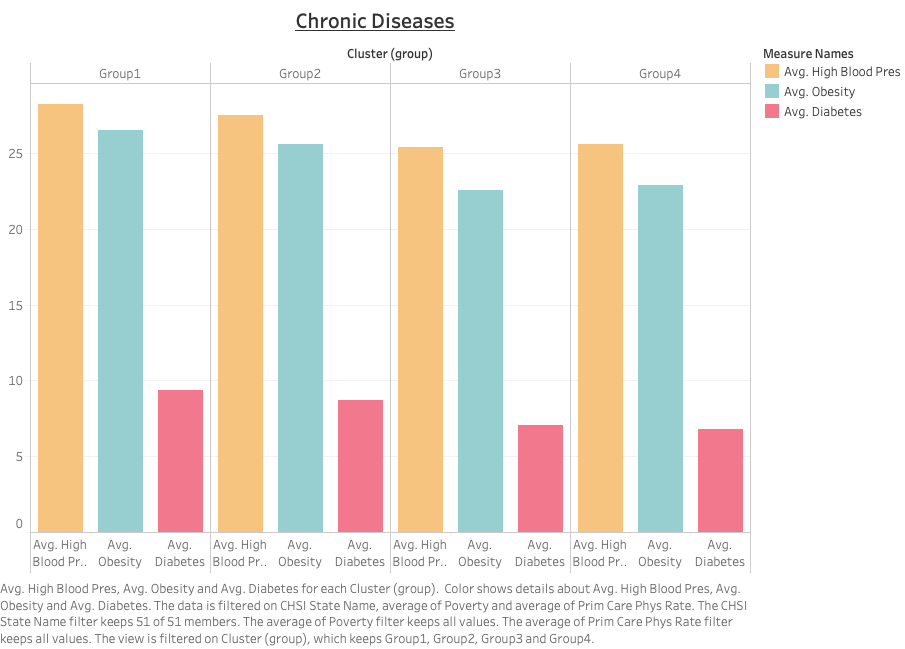 Chronic Diseases
Cluster (group)
Measure Names
Group1 Group2 Group3 Group4
Avg. High Blood Pres
Avg. Obesity
Avg. Diabetes
25
20
15
10
5
0
Avg. High Avg. Avg. Avg. High Avg. Avg. Avg. High Avg. Avg. Avg. High Avg. Avg.
Blood Pr.. Obesity Diabetes Blood Pr.. Obesity Diabetes Blood Pr.. Obesity Diabetes Blood Pr.. Obesity Diabetes
Avg. High Blood Pres, Avg. Obesity and Avg. Diabetes for each Cluster (group).  Color shows details about Avg. High Blood Pres, Avg.
Obesity and Avg. Diabetes. The data is filtered on CHSI State Name, average of Poverty and average of Prim Care Phys Rate. The CHSI
State Name filter keeps 51 of 51 members. The average of Poverty filter keeps all values. The average of Prim Care Phys Rate filter
keeps all values. The view is filtered on Cluster (group), which keeps Group1, Group2, Group3 and Group4.